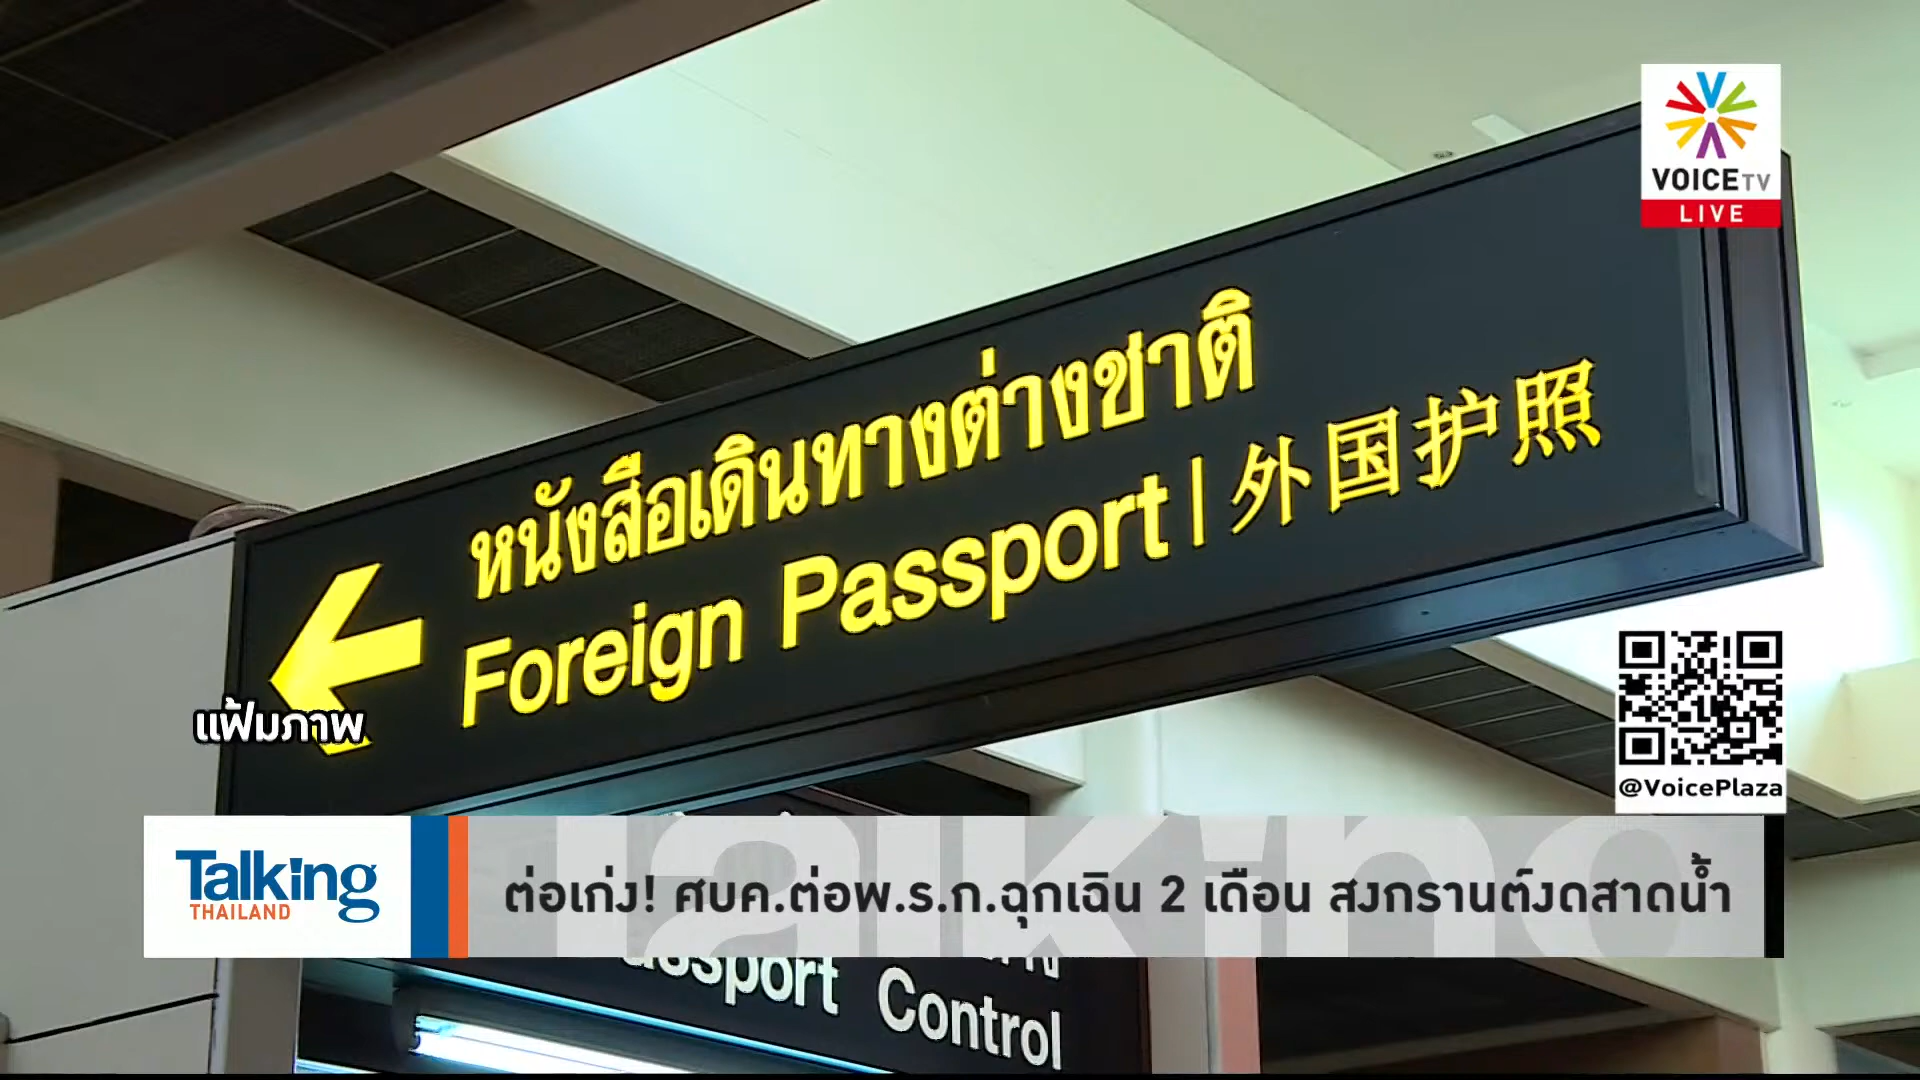 VOICE TV
LIVE
หนังสือเดินทางต่างชาติ
Foreign Passport | 外国护照
แฟ้มภาพ
@VoicePlaza
Talking
THAILAND
ต่อเก่ง! ศบค.ต่อพ.ร.ก.ฉุกเฉิน 2 เดือน สงกรานต์งดสาดน้ำ
Talking
Passport Control